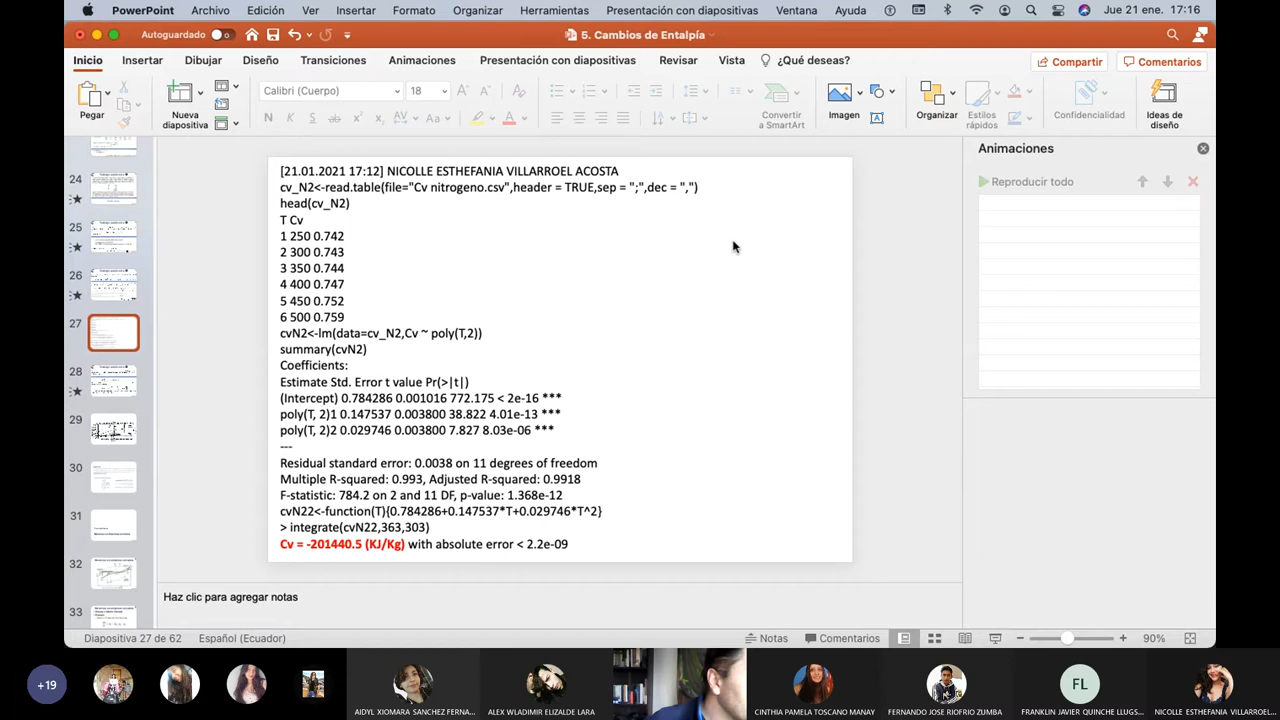 PowerPoint Archivo Edición Ver Insertar Formato Organizar Herramientas Presentación con diapositivas Ventana Ayuda Jue 21 ene. 17:16
Autoguardado 5. Cambios de Entalpía
Inicio Insertar Dibujar Diseño Transiciones Animaciones Presentación con diapositivas Revisar Vista ¿Qué deseas? Compartir Comentarios
Calibri (Cuerpo) 18
Pegar Nueva diapositiva Convertir a SmartArt Imagen Organizar Estilos rápidos Confidencialidad Ideas de diseño
Animaciones
Reproducir todo
24
25
26
27
28
29
30
31
32
33
[21.01.2021 17:12] NICOLLE ESTHEFANIA VILLARROEL ACOSTA
cv_N2<-read.table(file="Cv nitrogeno.csv",header = TRUE,sep = ";",dec = ",")
head(cv_N2)
T Cv
1 250 0.742
2 300 0.743
3 350 0.744
4 400 0.747
5 450 0.752
6 500 0.759
cvN2<-lm(data=cv_N2,Cv ~ poly(T,2))
summary(cvN2)
Coefficients:
Estimate Std. Error t value Pr(>|t|)
(Intercept) 0.784286 0.001016 772.175 < 2e-16 ***
poly(T, 2)1 0.147537 0.003800 38.822 4.01e-13 ***
poly(T, 2)2 0.029746 0.003800 7.827 8.03e-06 ***
---
Residual standard error: 0.0038 on 11 degrees of freedom
Multiple R-squared: 0.993, Adjusted R-squared: 0.9918
F-statistic: 784.2 on 2 and 11 DF, p-value: 1.368e-12
cvN22<-function(T){0.784286+0.147537*T+0.029746*T^2}
> integrate(cvN22,363,303)
Cv = -201440.5 (KJ/Kg) with absolute error < 2.2e-09
Haz clic para agregar notas
Diapositiva 27 de 62 Español (Ecuador) Notas Comentarios 90%
+19 AIDYL XIOMARA SANCHEZ FERNA... ALEX WLADIMIR ELIZALDE LARA CINTHIA PAMELA TOSCANO MANAY FERNANDO JOSE RIOFRIO ZUMBA FL FRANKLIN JAVIER QUINCHE LLUGS... NICOLLE ESTHEFANIA VILLARROEL...